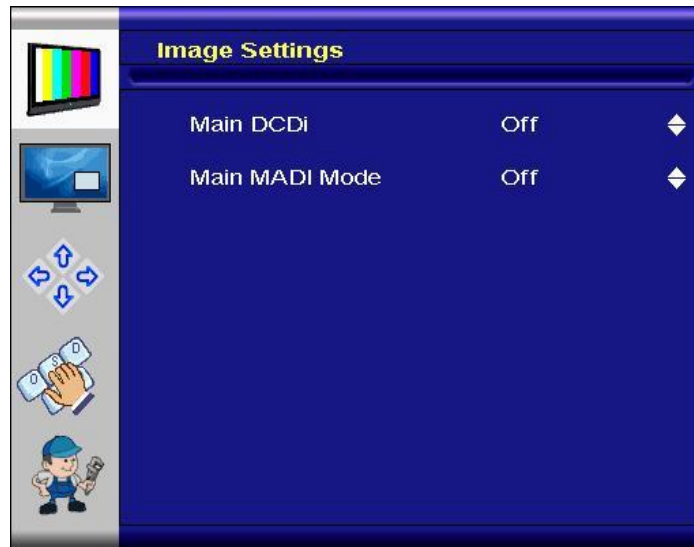 Image Settings
Main DCDi Off
Main MADI Mode Off
O S D